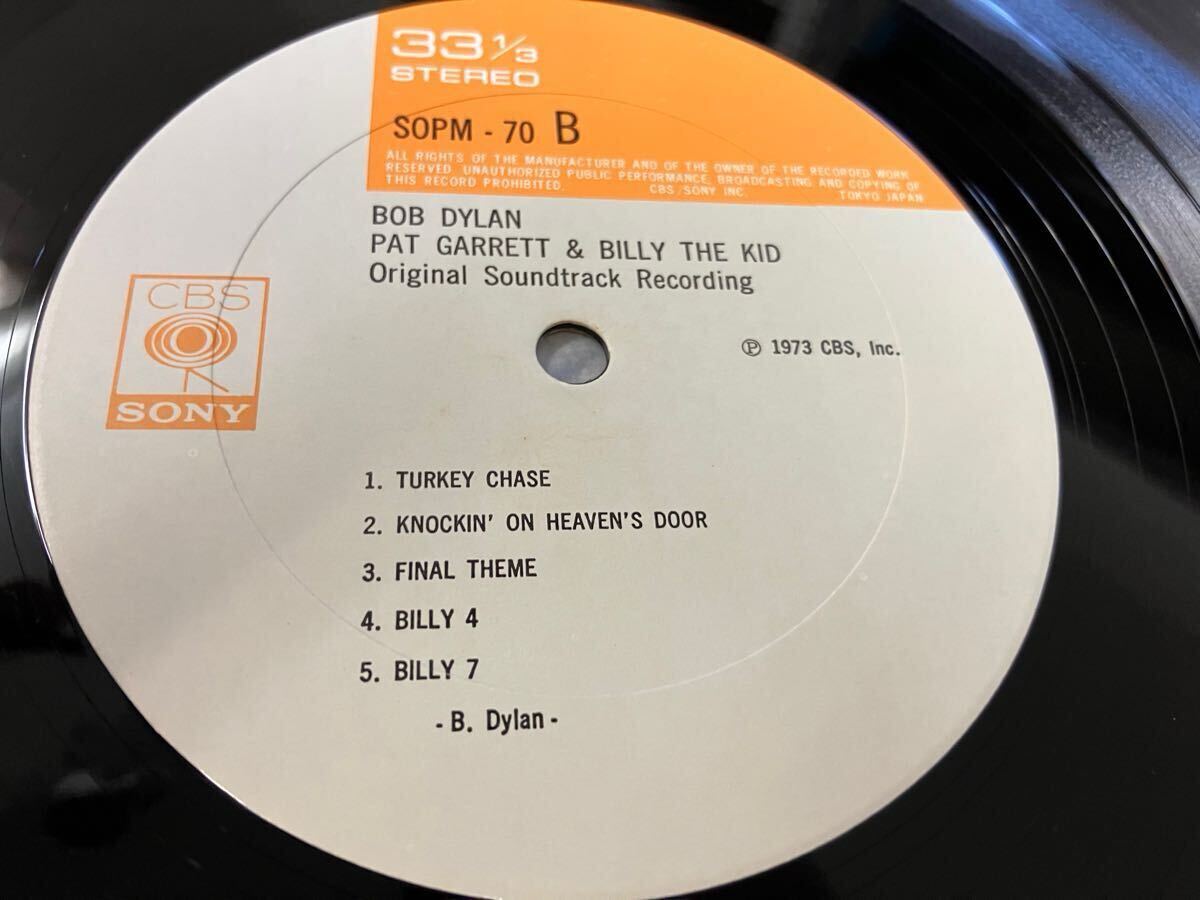 33 1/3
STEREO
SOPM - 70 B
ALL RIGHTS OF THE MANUFACTURER AND OF THE OWNER OF THE RECORDED WORK
RESERVED UNAUTHORIZED PUBLIC PERFORMANCE, BROADCASTING AND COPYING OF
THIS RECORD PROHIBITED. CBS/SONY INC. TOKYO JAPAN
BOB DYLAN
PAT GARRETT & BILLY THE KID
Original Soundtrack Recording
CBS
SONY
℗ 1973 CBS, Inc.
1. TURKEY CHASE
2. KNOCKIN' ON HEAVEN'S DOOR
3. FINAL THEME
4. BILLY 4
5. BILLY 7
- B. Dylan -